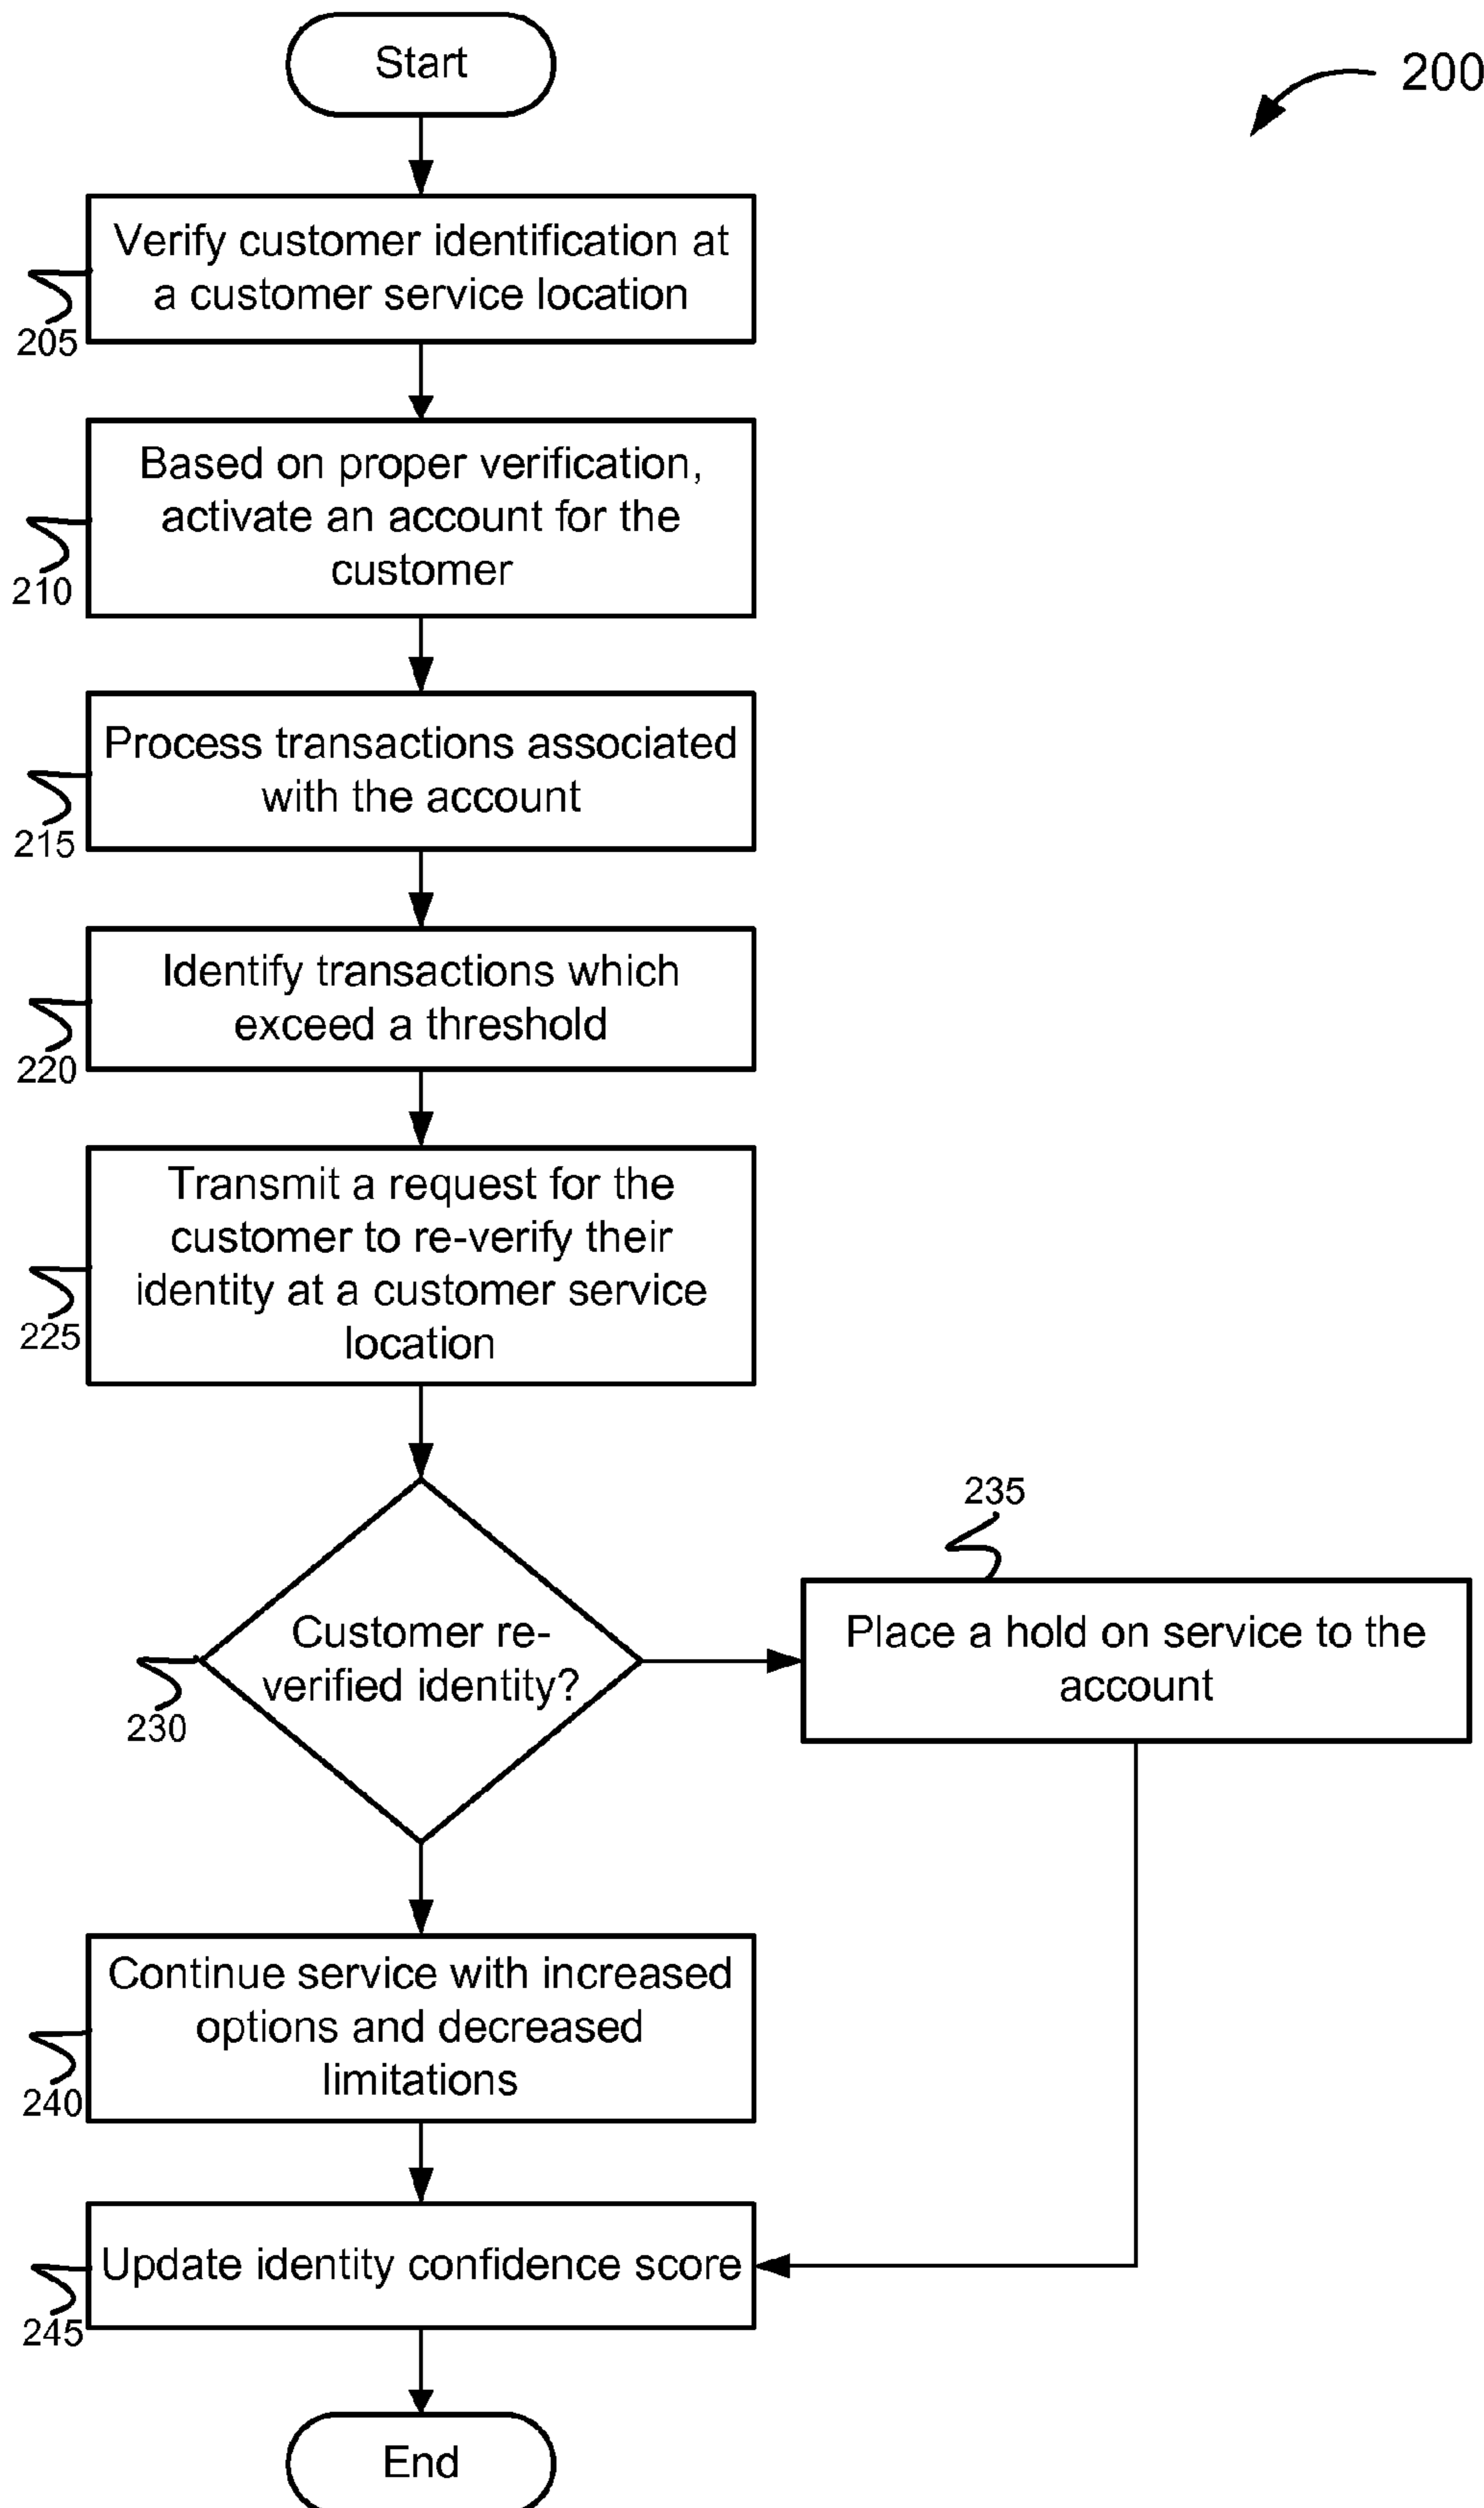 Start
200
Verify customer identification at
a customer service location
205
Based on proper verification,
activate an account for the
customer
210
Process transactions associated
with the account
215
Identify transactions which
exceed a threshold
220
Transmit a request for the
customer to re-verify their
identity at a customer service
location
225
Customer re-
verified identity?
230
235
Place a hold on service to the
account
Continue service with increased
options and decreased
limitations
240
Update identity confidence score
245
End